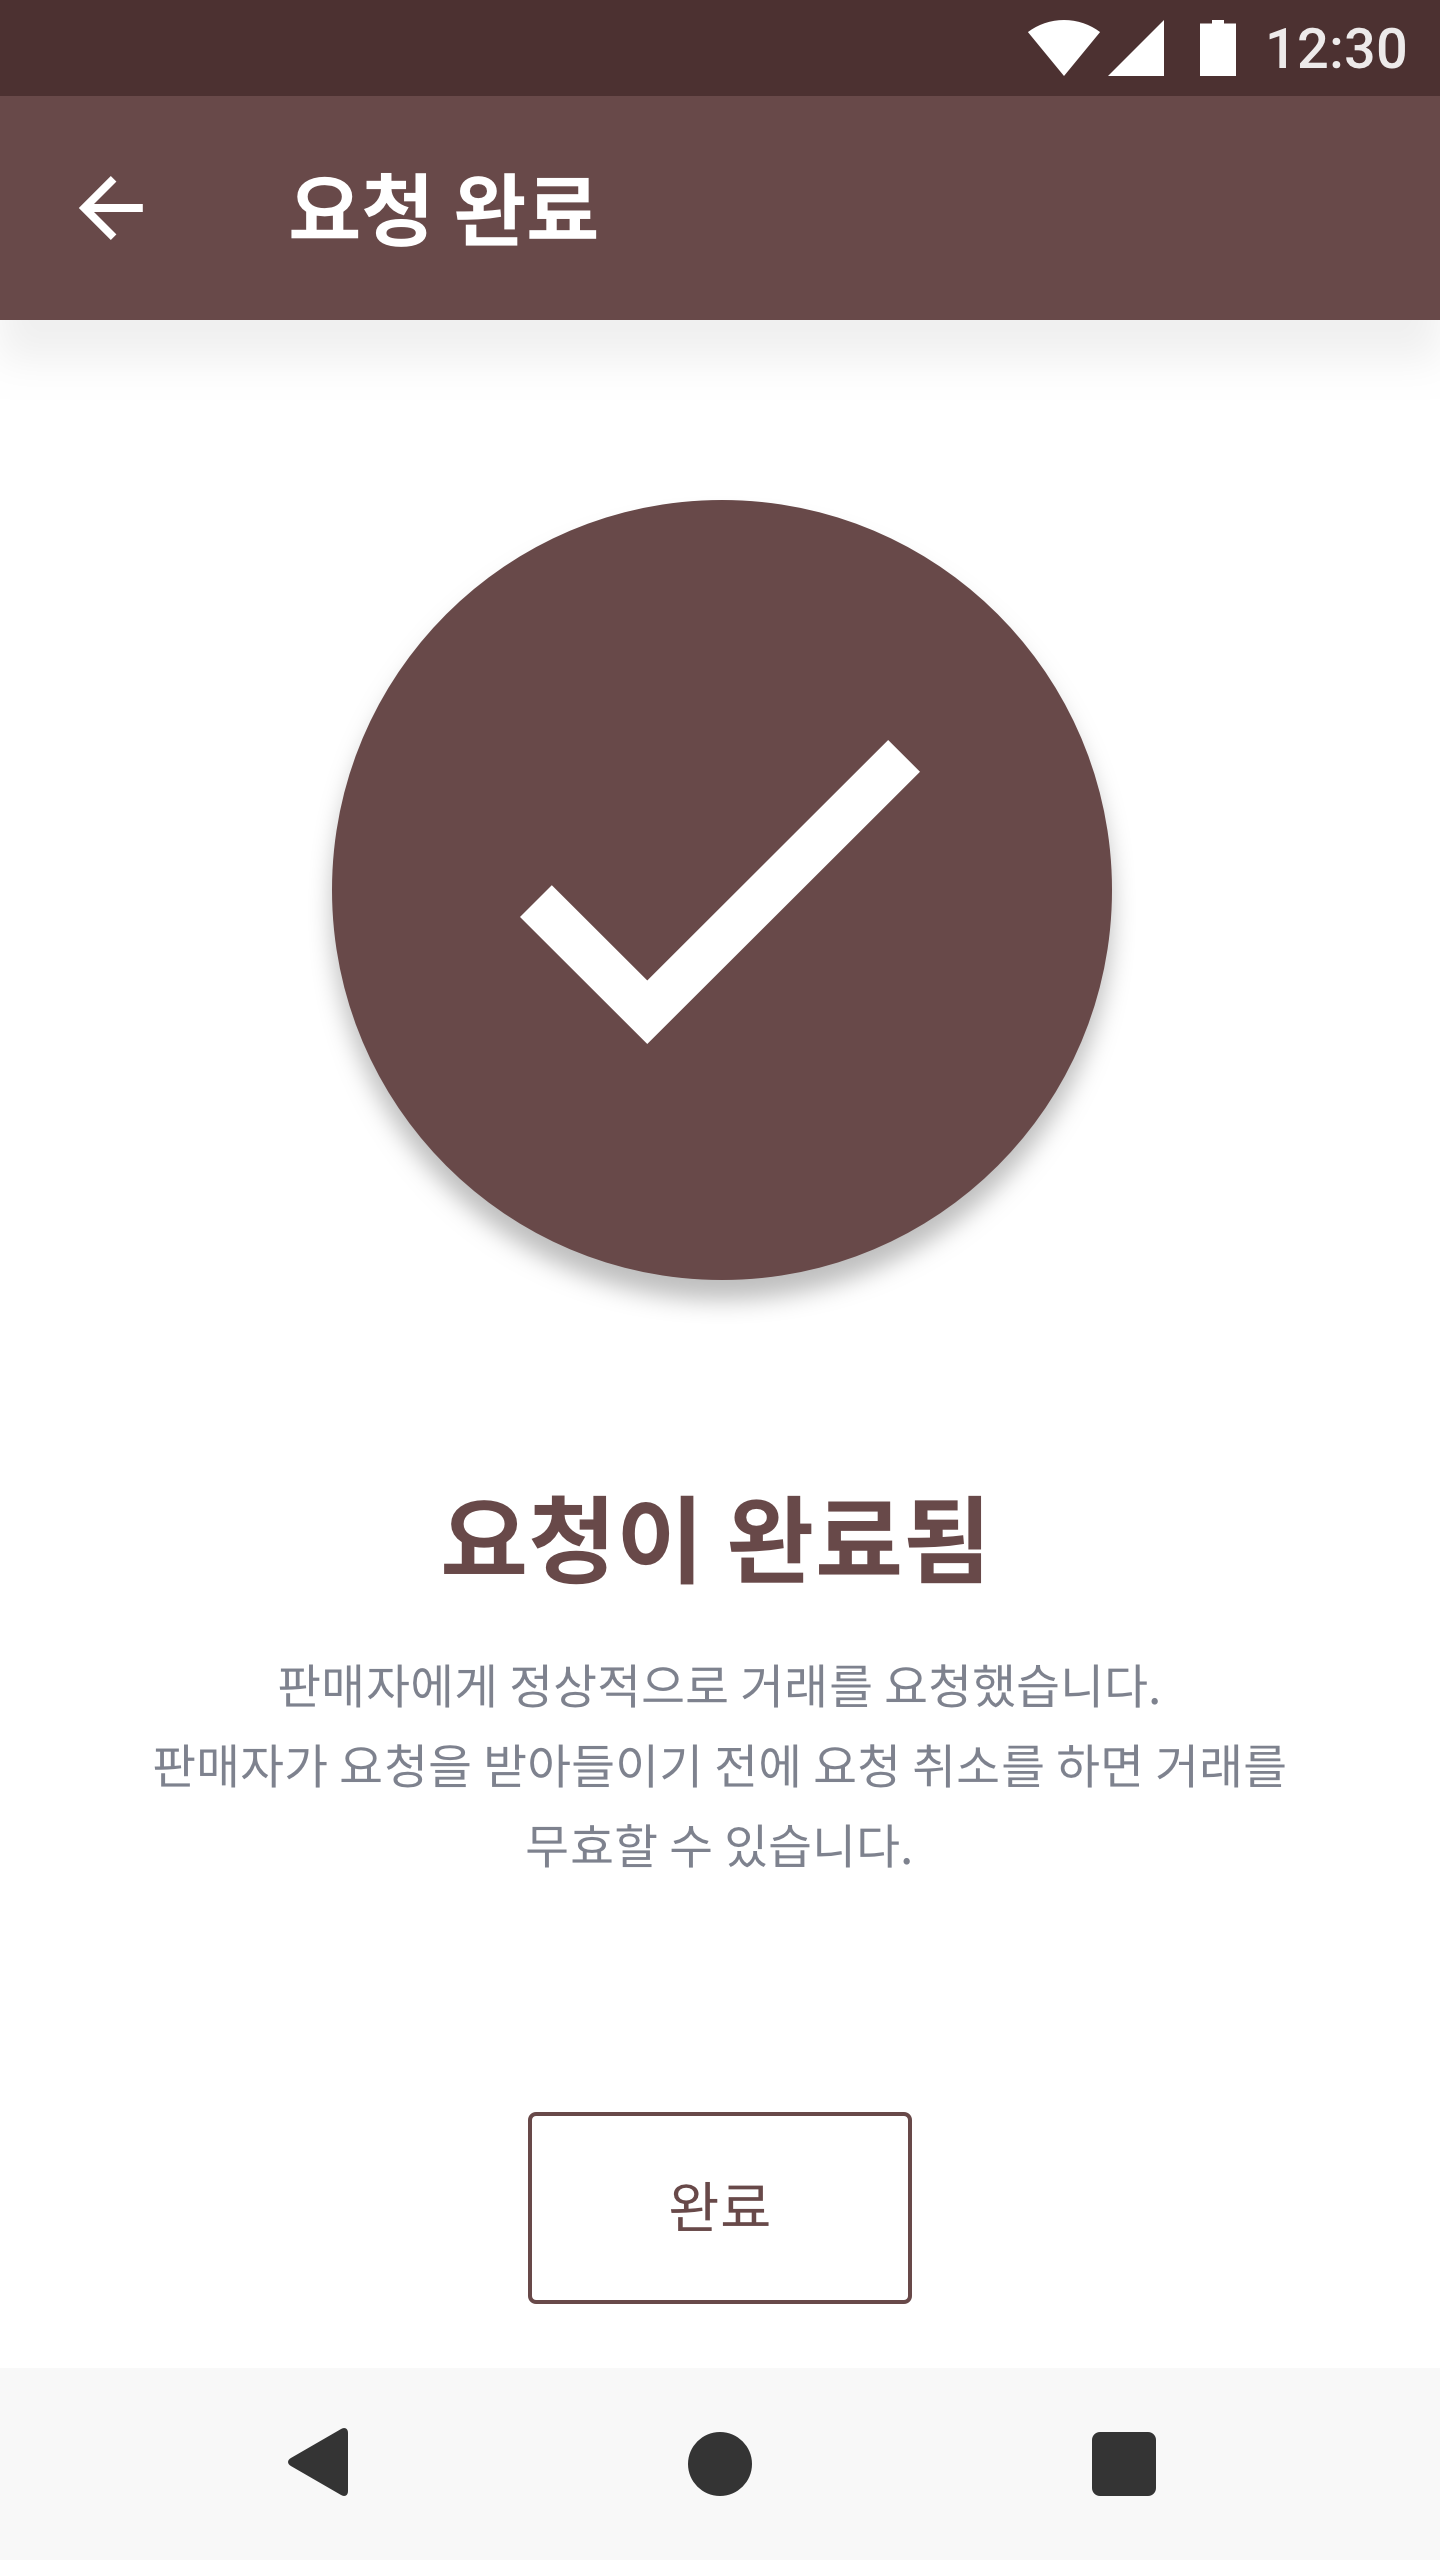 12:30
요청 완료
요청이 완료됨
판매자에게 정상적으로 거래를 요청했습니다.
판매자가 요청을 받아들이기 전에 요청 취소를 하면 거래를
무효할 수 있습니다.
완료